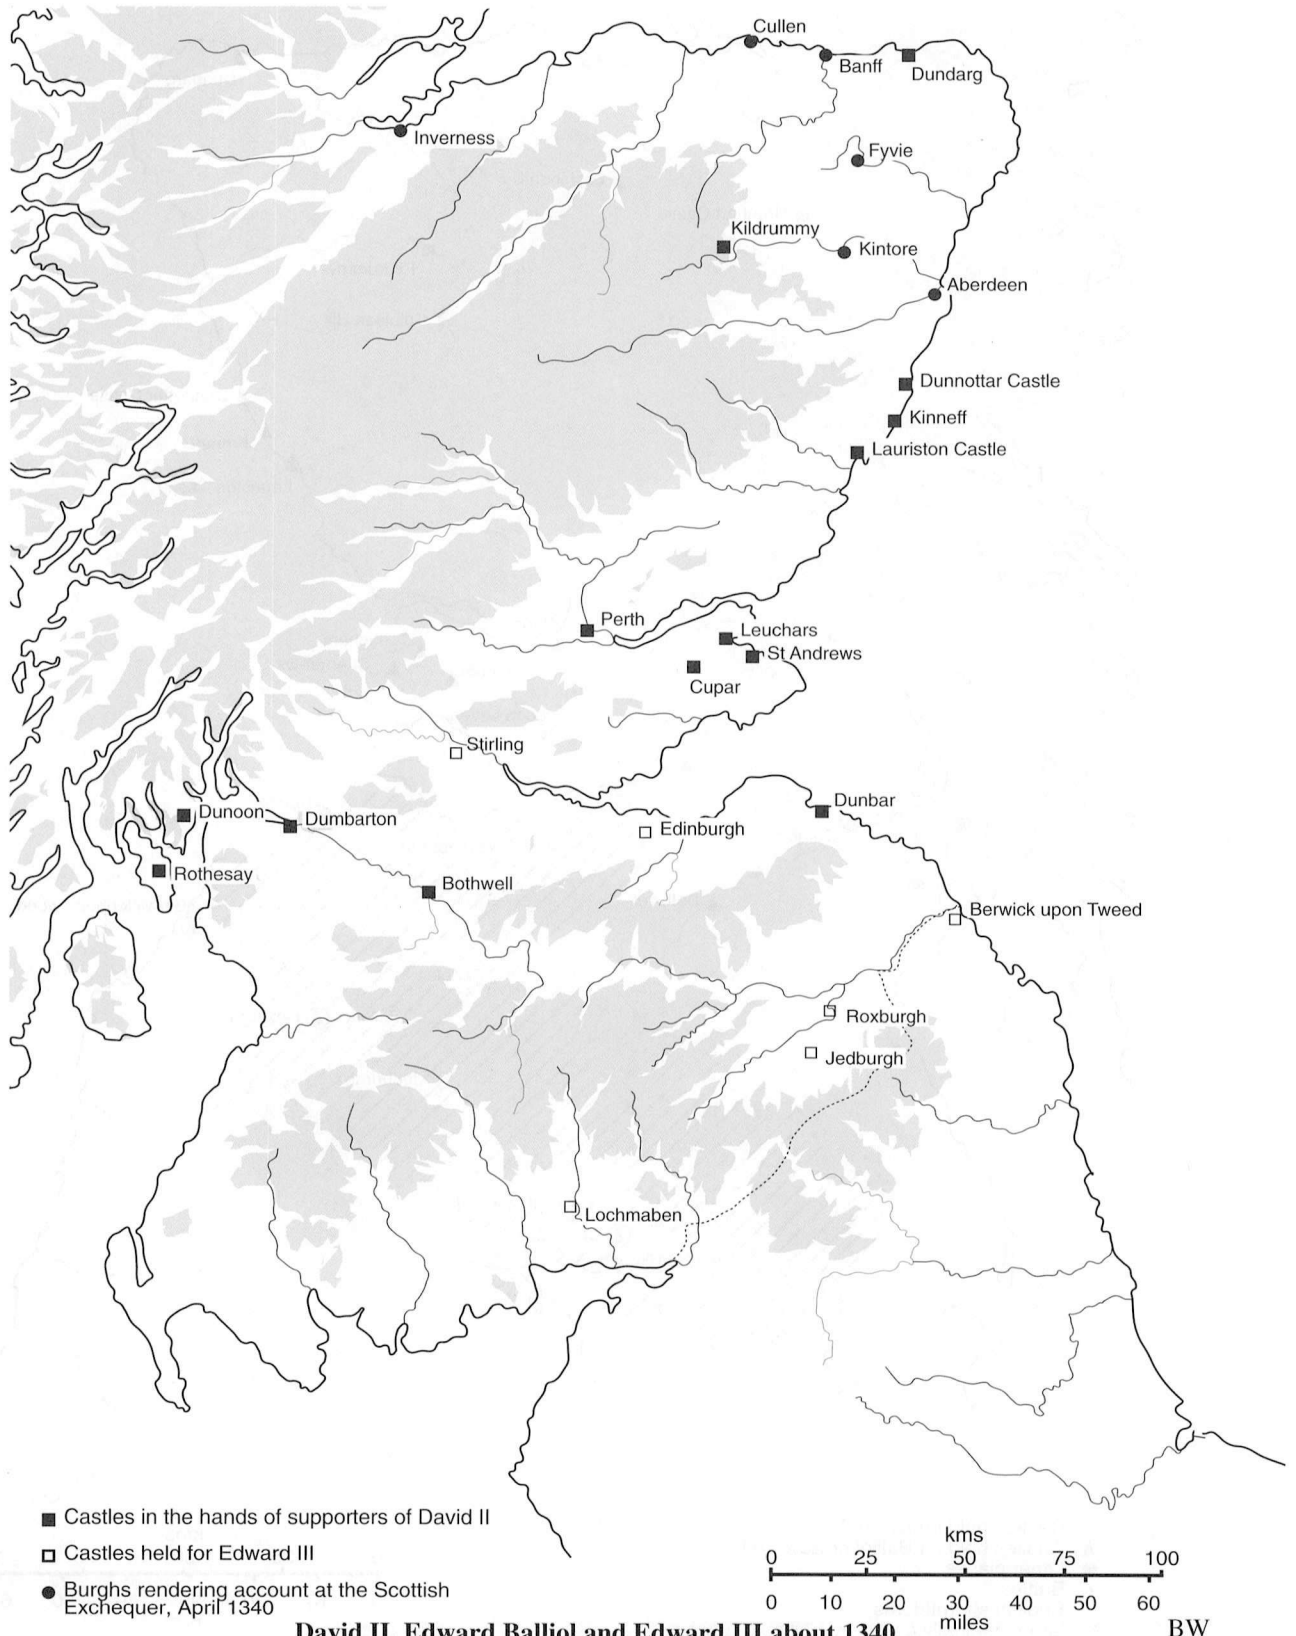 Cullen
Banff
Dundarg
Inverness
Fyvie
Kildrummy
Kintore
Aberdeen
Dunnottar Castle
Kinneff
Lauriston Castle
Perth
Leuchars
St Andrews
Cupar
Stirling
Dunoon
Dumbarton
Dunbar
Edinburgh
Rothesay
Bothwell
Berwick upon Tweed
Roxburgh
Jedburgh
Lochmaben
Castles in the hands of supporters of David II
Castles held for Edward III
Burghs rendering account at the Scottish
Exchequer, April 1340
kms
0 25 50 75 100
0 10 20 30 40 50 60
miles
BW
David II, Edward Balliol and Edward III about 1340